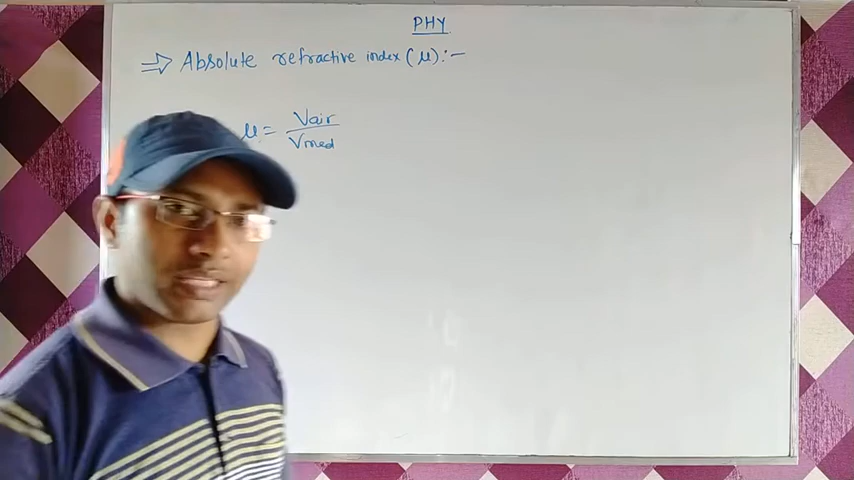 PHY
⇒ Absolute refractive index (μ):-
μ = Vair / Vmed